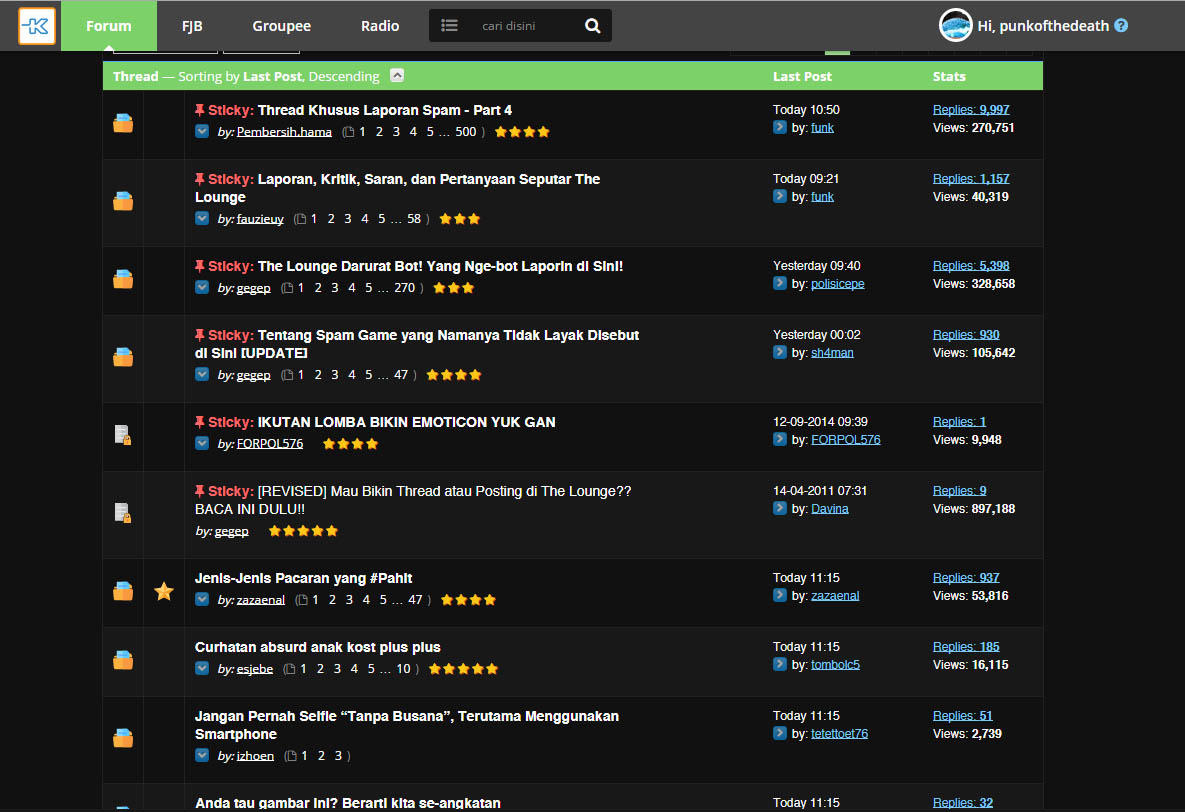 Forum FJB Groupee Radio cari disini Hi, punkofthedeath ?
Thread — Sorting by Last Post, Descending Last Post Stats
Sticky: Thread Khusus Laporan Spam - Part 4 Today 10:50 Replies: 9,997
by: Pembersih.hama ( 1 2 3 4 5 ... 500 ) by: funk Views: 270,751
Sticky: Laporan, Kritik, Saran, dan Pertanyaan Seputar The Today 09:21 Replies: 1,157
Lounge by: funk Views: 40,319
by: fauzieuy ( 1 2 3 4 5 ... 58 )
Sticky: The Lounge Darurat Bot! Yang Nge-bot Laporin di Sini! Yesterday 09:40 Replies: 5,398
by: gegep ( 1 2 3 4 5 ... 270 ) by: polisicepe Views: 328,658
Sticky: Tentang Spam Game yang Namanya Tidak Layak Disebut Yesterday 00:02 Replies: 930
di Sini [UPDATE] by: sh4man Views: 105,642
by: gegep ( 1 2 3 4 5 ... 47 )
Sticky: IKUTAN LOMBA BIKIN EMOTICON YUK GAN 12-09-2014 09:39 Replies: 1
by: FORPOL576 by: FORPOL576 Views: 9,948
Sticky: [REVISED] Mau Bikin Thread atau Posting di The Lounge?? 14-04-2011 07:31 Replies: 9
BACA INI DULU!! by: Davina Views: 897,188
by: gegep
Jenis-Jenis Pacaran yang #Pahit Today 11:15 Replies: 937
by: zazaenal ( 1 2 3 4 5 ... 47 ) by: zazaenal Views: 53,816
Curhatan absurd anak kost plus plus Today 11:15 Replies: 185
by: esjebe ( 1 2 3 4 5 ... 10 ) by: tombolc5 Views: 16,115
Jangan Pernah Selfie “Tanpa Busana”, Terutama Menggunakan Today 11:15 Replies: 51
Smartphone by: tetettoet76 Views: 2,739
by: izhoen ( 1 2 3 )
Anda tau gambar ini? Berarti kita se-angkatan Today 11:15 Replies: 32